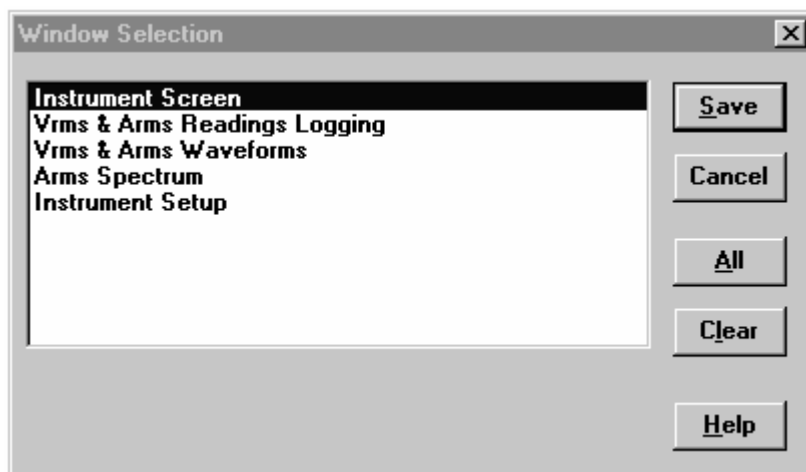 Window Selection
Instrument Screen
Vrms & Arms Readings Logging
Vrms & Arms Waveforms
Arms Spectrum
Instrument Setup
Save
Cancel
All
Clear
Help